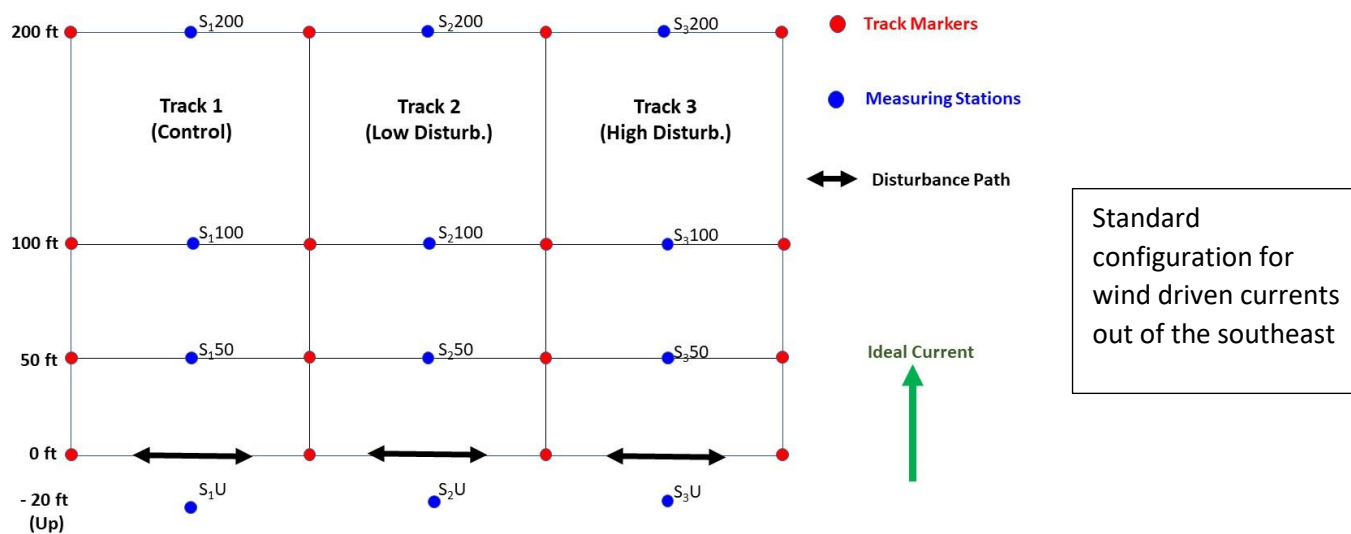 200 ft
S₁200
S₂200
S₃200
Track Markers
Track 1
(Control)
Track 2
(Low Disturb.)
Track 3
(High Disturb.)
Measuring Stations
Disturbance Path
Standard
configuration for
wind driven currents
out of the southeast
100 ft
S₁100
S₂100
S₃100
50 ft
S₁50
S₂50
S₃50
Ideal Current
0 ft
- 20 ft
(Up)
S₁U
S₂U
S₃U